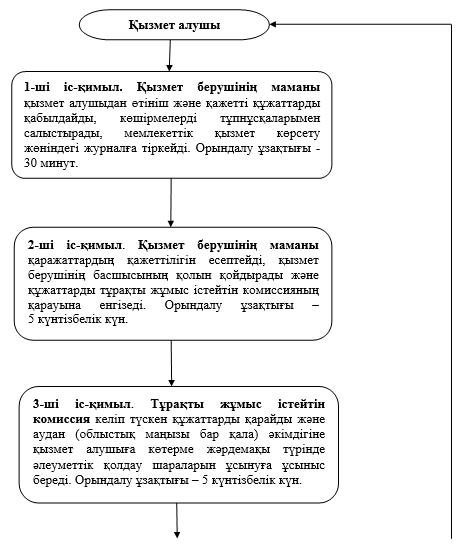 Қызмет алушы
1-ші іс-қимыл. Қызмет берушінің маманы
қызмет алушыдан өтініш және қажетті құжаттарды
қабылдайды, көшірмелерді тұпнұсқаларымен
салыстырады, мемлекеттік қызмет көрсету
жөніндегі журналға тіркейді. Орындалу ұзақтығы -
30 минут.
2-ші іс-қимыл. Қызмет берушінің маманы
қаражаттардың қажеттілігін есептейді, қызмет
берушінің басшысының қолын қойдырады және
құжаттарды тұрақты жұмыс істейтін комиссияның
қарауына енгізеді. Орындалу ұзақтығы –
5 күнтізбелік күн.
3-ші іс-қимыл. Тұрақты жұмыс істейтін
комиссия келіп түскен құжаттарды қарайды және
аудан (облыстық маңызы бар қала) әкімдігіне
қызмет алушыға көтерме жәрдемақы түрінде
әлеуметтік қолдау шараларын ұсынуға ұсыныс
береді. Орындалу ұзақтығы – 5 күнтізбелік күн.